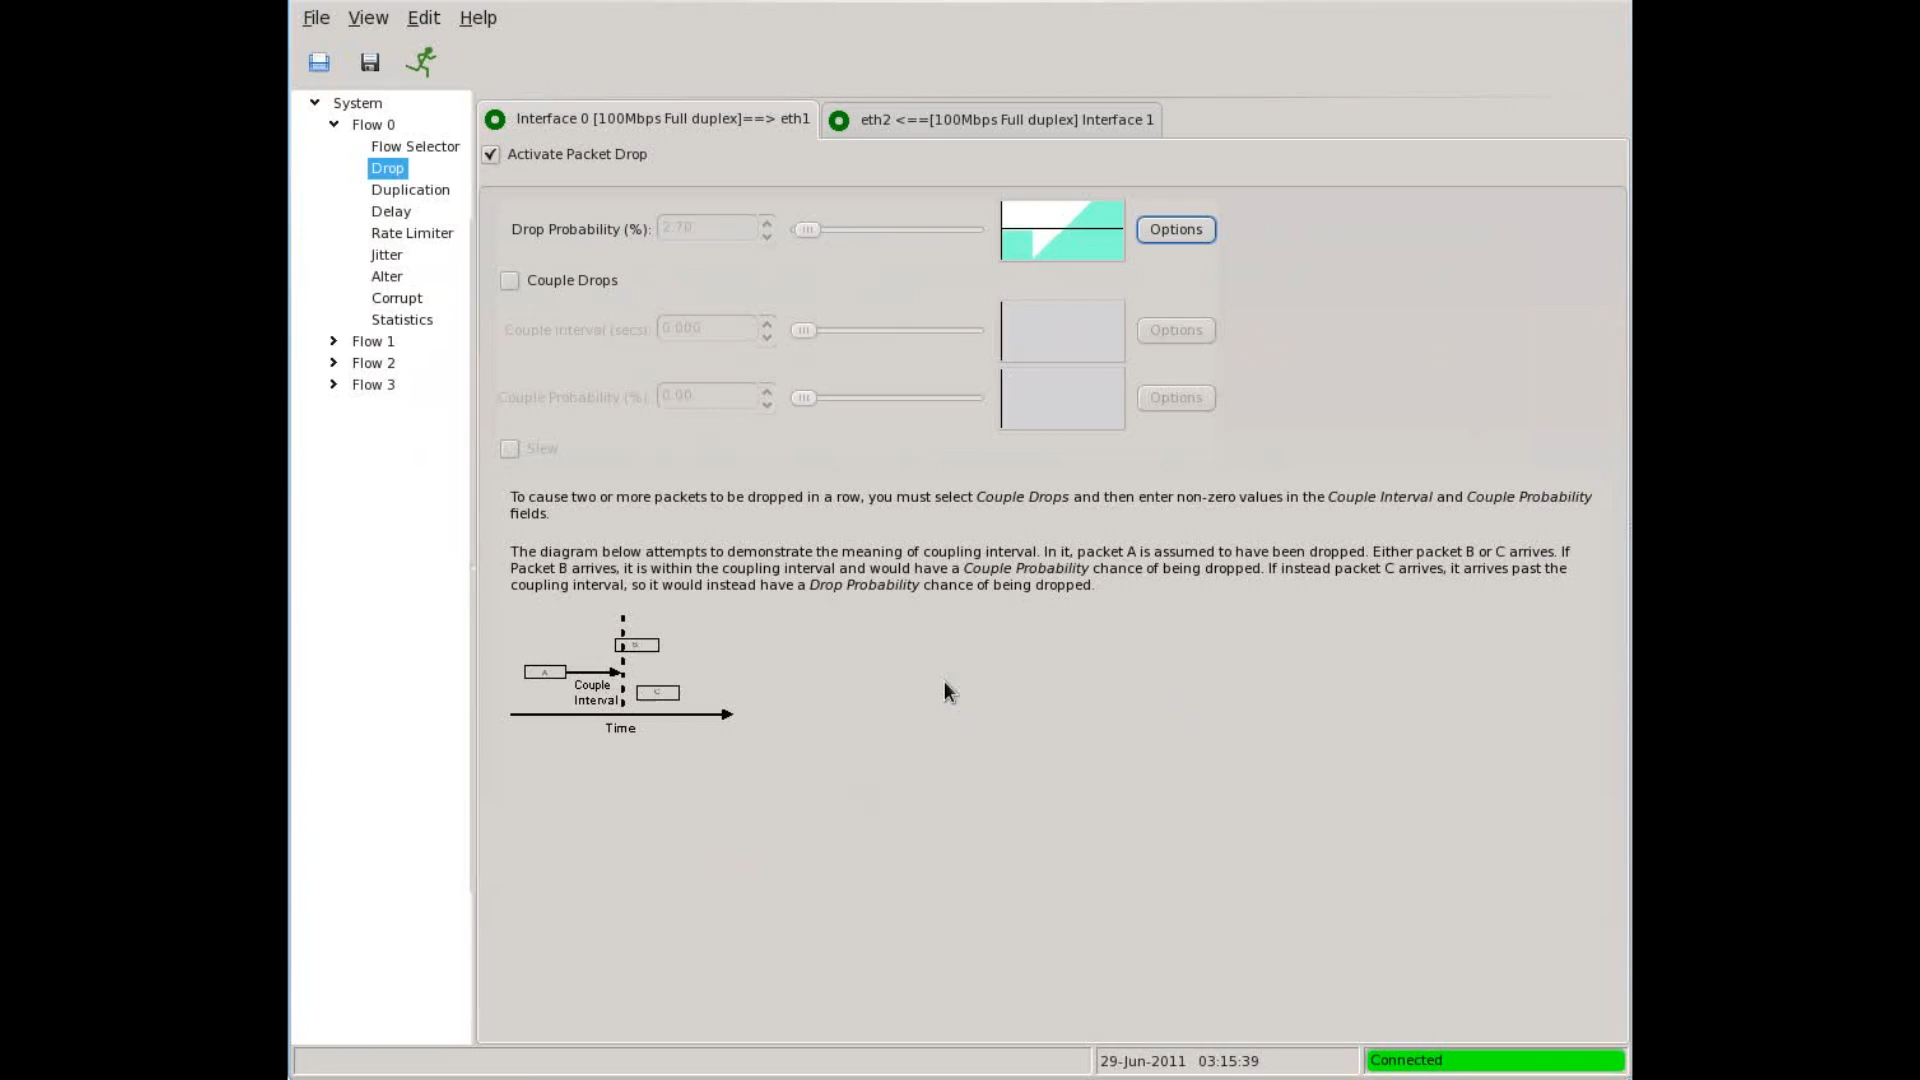 File View Edit Help
System
Flow 0
Flow Selector
Drop
Duplication
Delay
Rate Limiter
Jitter
Alter
Corrupt
Statistics
Flow 1
Flow 2
Flow 3
Interface 0 [100Mbps Full duplex]==> eth1
eth2 <==[100Mbps Full duplex] Interface 1
Activate Packet Drop
Drop Probability (%): 2.70 Options
Couple Drops
Couple Interval (secs): 0.000 Options
Couple Probability (%): 0.00 Options
Slew
To cause two or more packets to be dropped in a row, you must select Couple Drops and then enter non-zero values in the Couple Interval and Couple Probability
fields.
The diagram below attempts to demonstrate the meaning of coupling interval. In it, packet A is assumed to have been dropped. Either packet B or C arrives. If
Packet B arrives, it is within the coupling interval and would have a Couple Probability chance of being dropped. If instead packet C arrives, it arrives past the
coupling interval, so it would instead have a Drop Probability chance of being dropped.
B
A
Couple
Interval
C
Time
29-Jun-2011 03:15:39
Connected